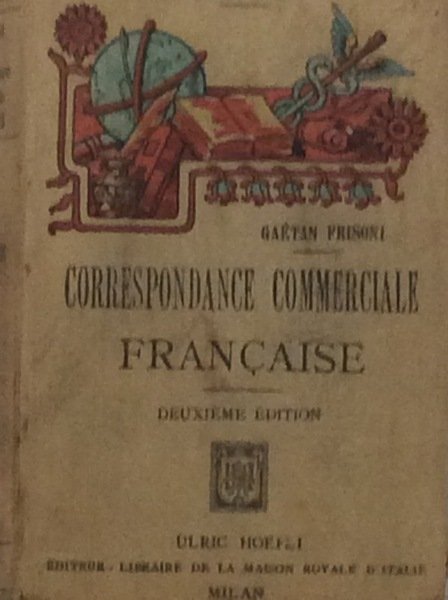 GAËTAN FRISONI
CORRESPONDANCE COMMERCIALE
FRANÇAISE
DEUXIÈME ÉDITION
ULRIC HOEPLI
ÉDITEUR-LIBRAIRE DE LA MAISON ROYALE D'ITALIE
MILAN